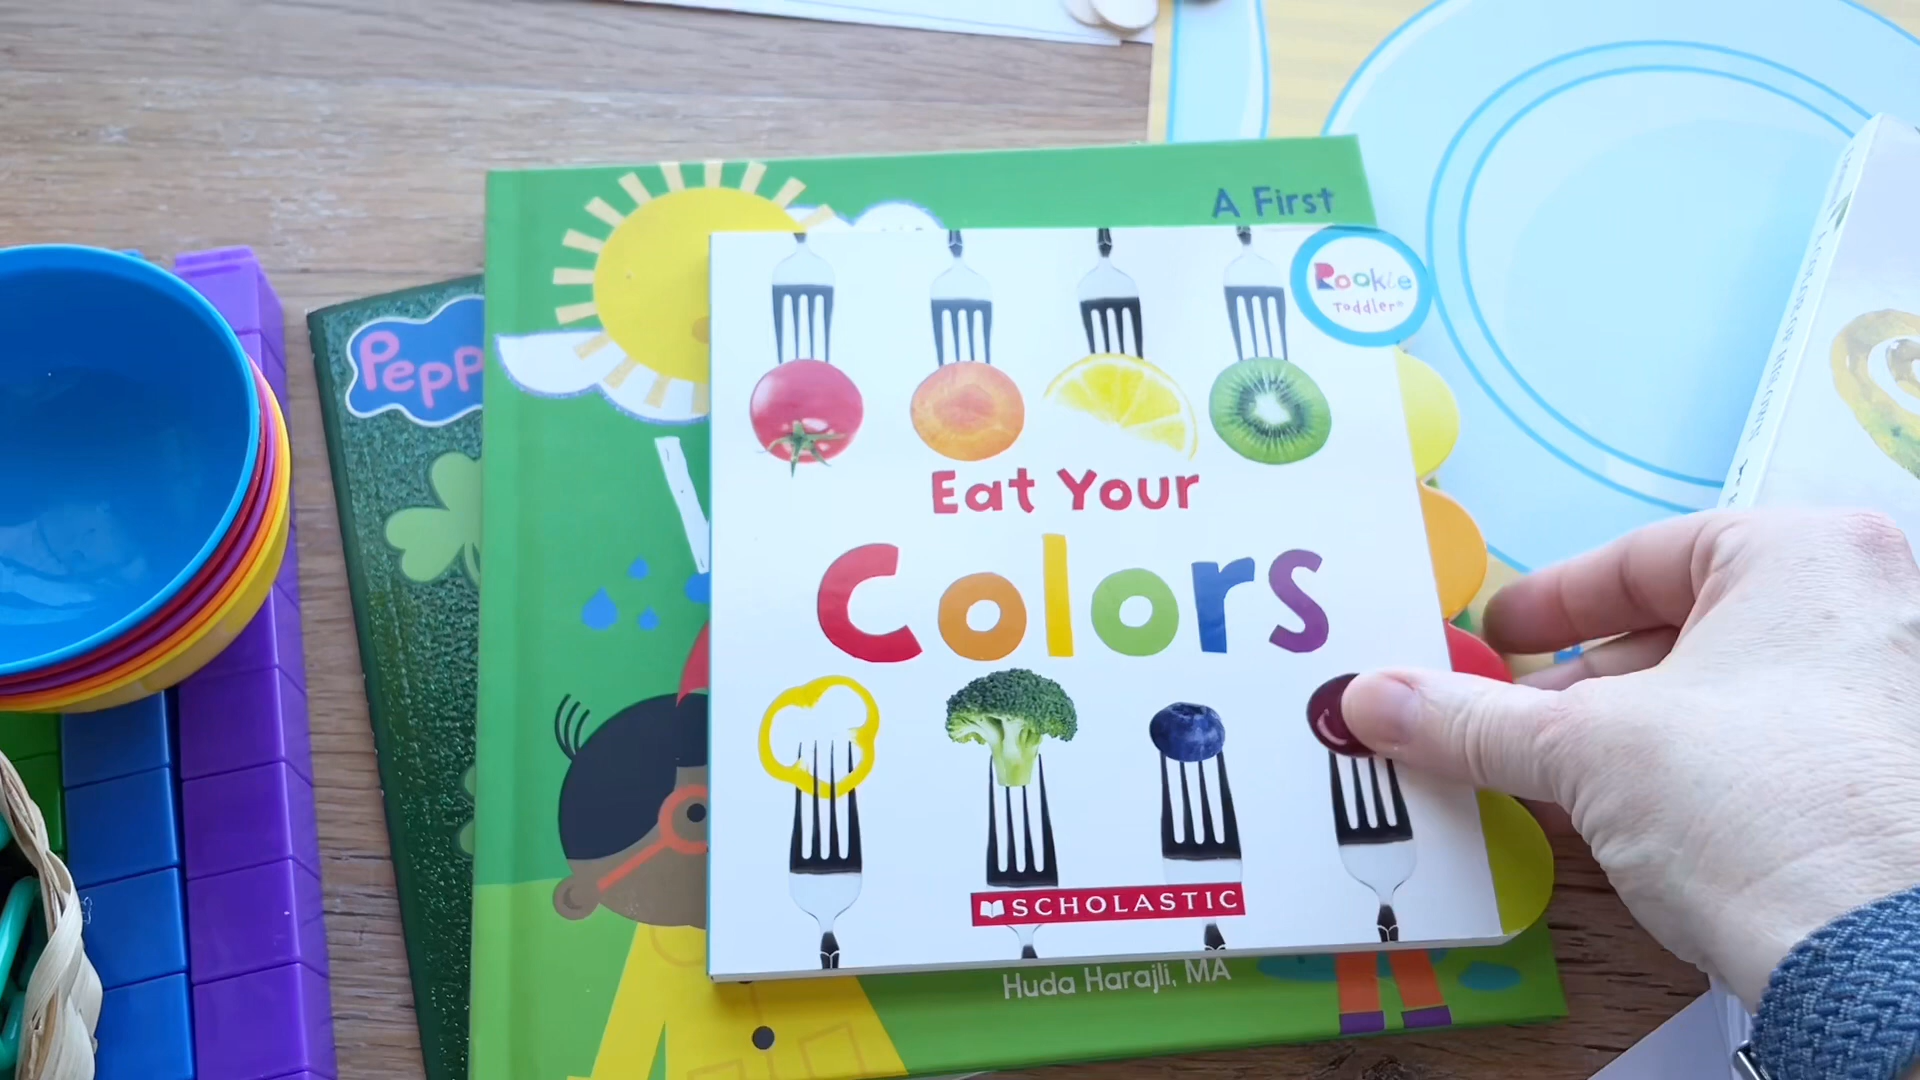 A First
Rookie
Toddler®
Pepp
Eat Your
Colors
SCHOLASTIC
Huda Harajli, MA